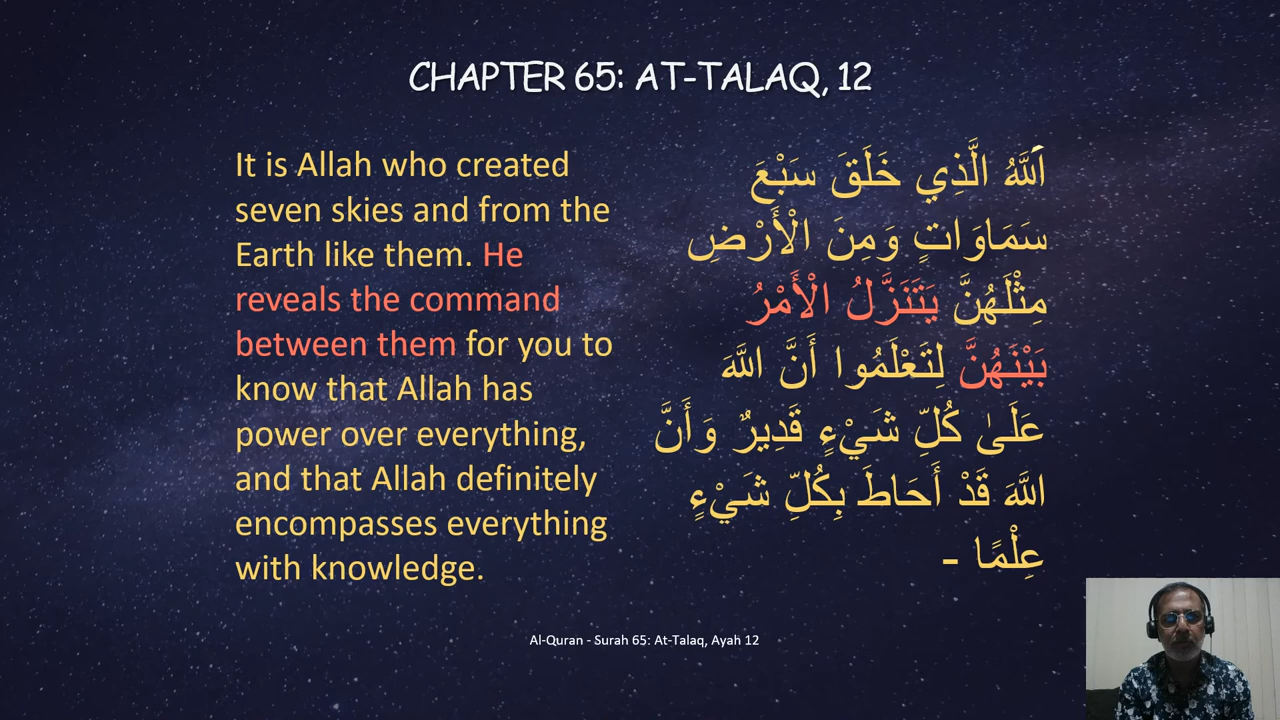 CHAPTER 65: AT-TALAQ, 12
It is Allah who created
seven skies and from the
Earth like them. He
reveals the command
between them for you to
know that Allah has
power over everything,
and that Allah definitely
encompasses everything
with knowledge.
اَللَّهُ الَّذِي خَلَقَ سَبْعَ
سَمَاوَاتٍ وَمِنَ الْأَرْضِ
مِثْلَهُنَّ يَتَنَزَّلُ الْأَمْرُ
بَيْنَهُنَّ لِتَعْلَمُوا أَنَّ اللَّهَ
عَلَىٰ كُلِّ شَيْءٍ قَدِيرٌ وَأَنَّ
اللَّهَ قَدْ أَحَاطَ بِكُلِّ شَيْءٍ
عِلْمًا -
Al-Quran - Surah 65: At-Talaq, Ayah 12